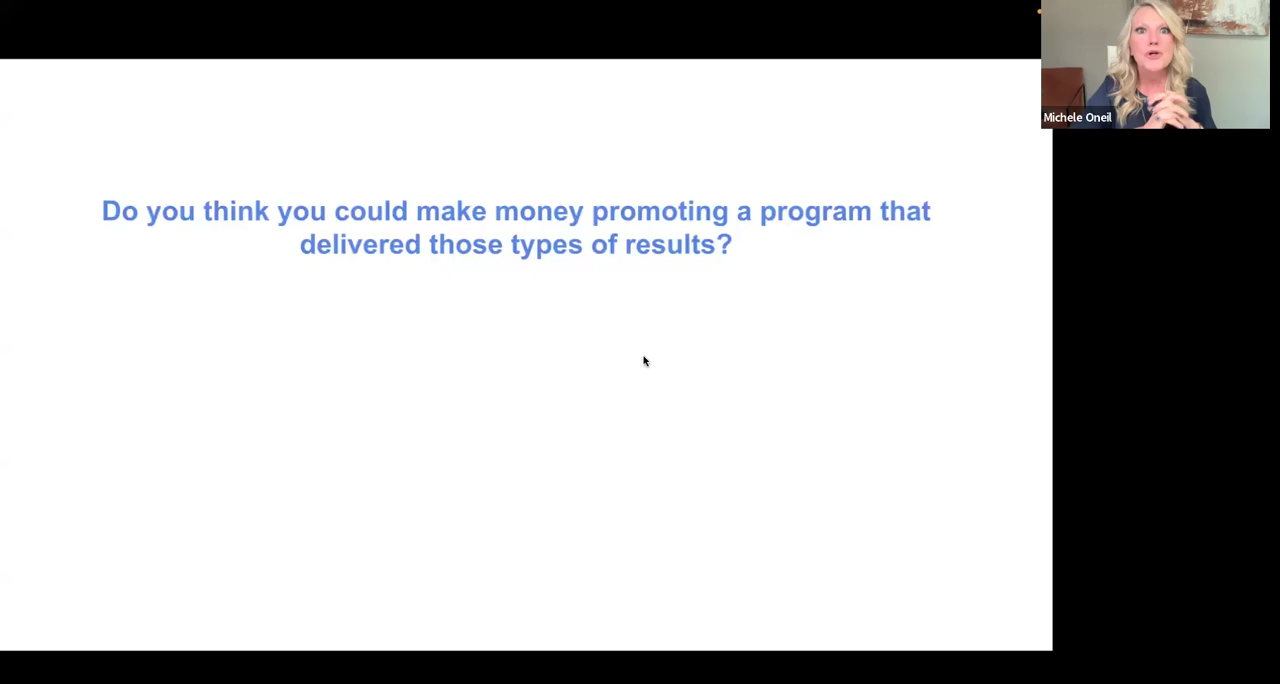 Michele Oneil
Do you think you could make money promoting a program that
delivered those types of results?